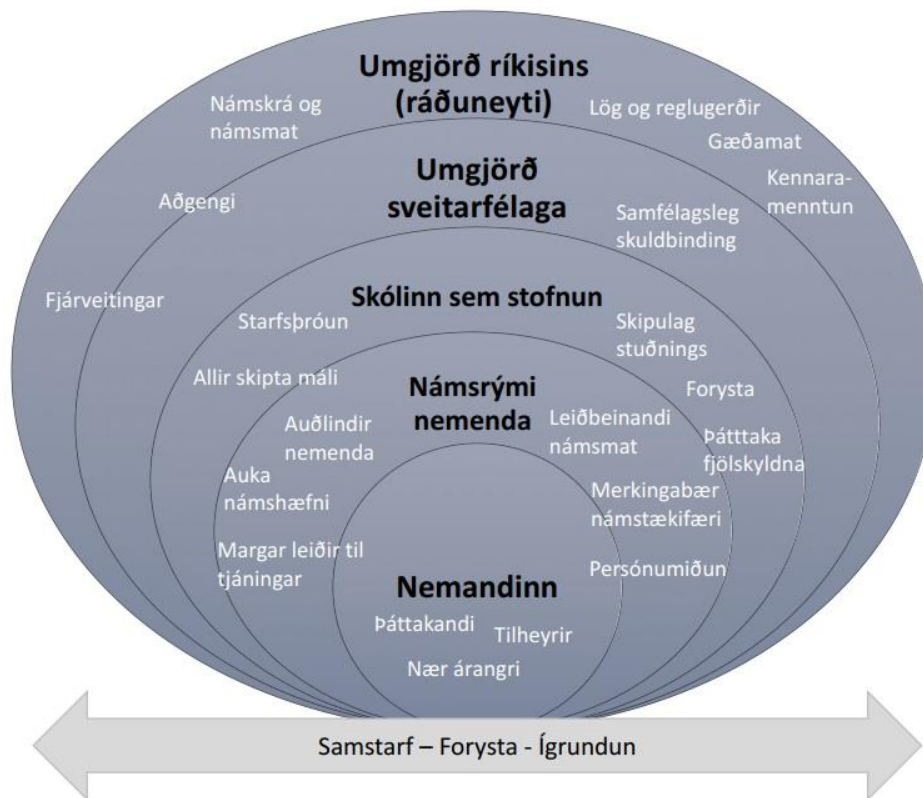 Umgjörð ríkisins
(ráðuneyti)
Námskrá og
námsmat
Lög og reglugerðir
Gæðamat
Kennara-
menntun
Umgjörð
sveitarfélaga
Aðgengi
Samfélagsleg
skuldbinding
Fjárveitingar
Skólinn sem stofnun
Starfsþróun
Skipulag
stuðnings
Allir skipta máli
Forysta
Þátttaka
fjölskyldna
Námsrými
nemenda
Auðlindir
nemenda
Leiðbeinandi
námsmat
Auka
námshæfni
Merkingabær
námstækifæri
Margar leiðir til
tjáningar
Persónumiðun
Nemandinn
Þáttakandi
Tilheyrir
Nær árangri
Samstarf – Forysta - Ígrundun